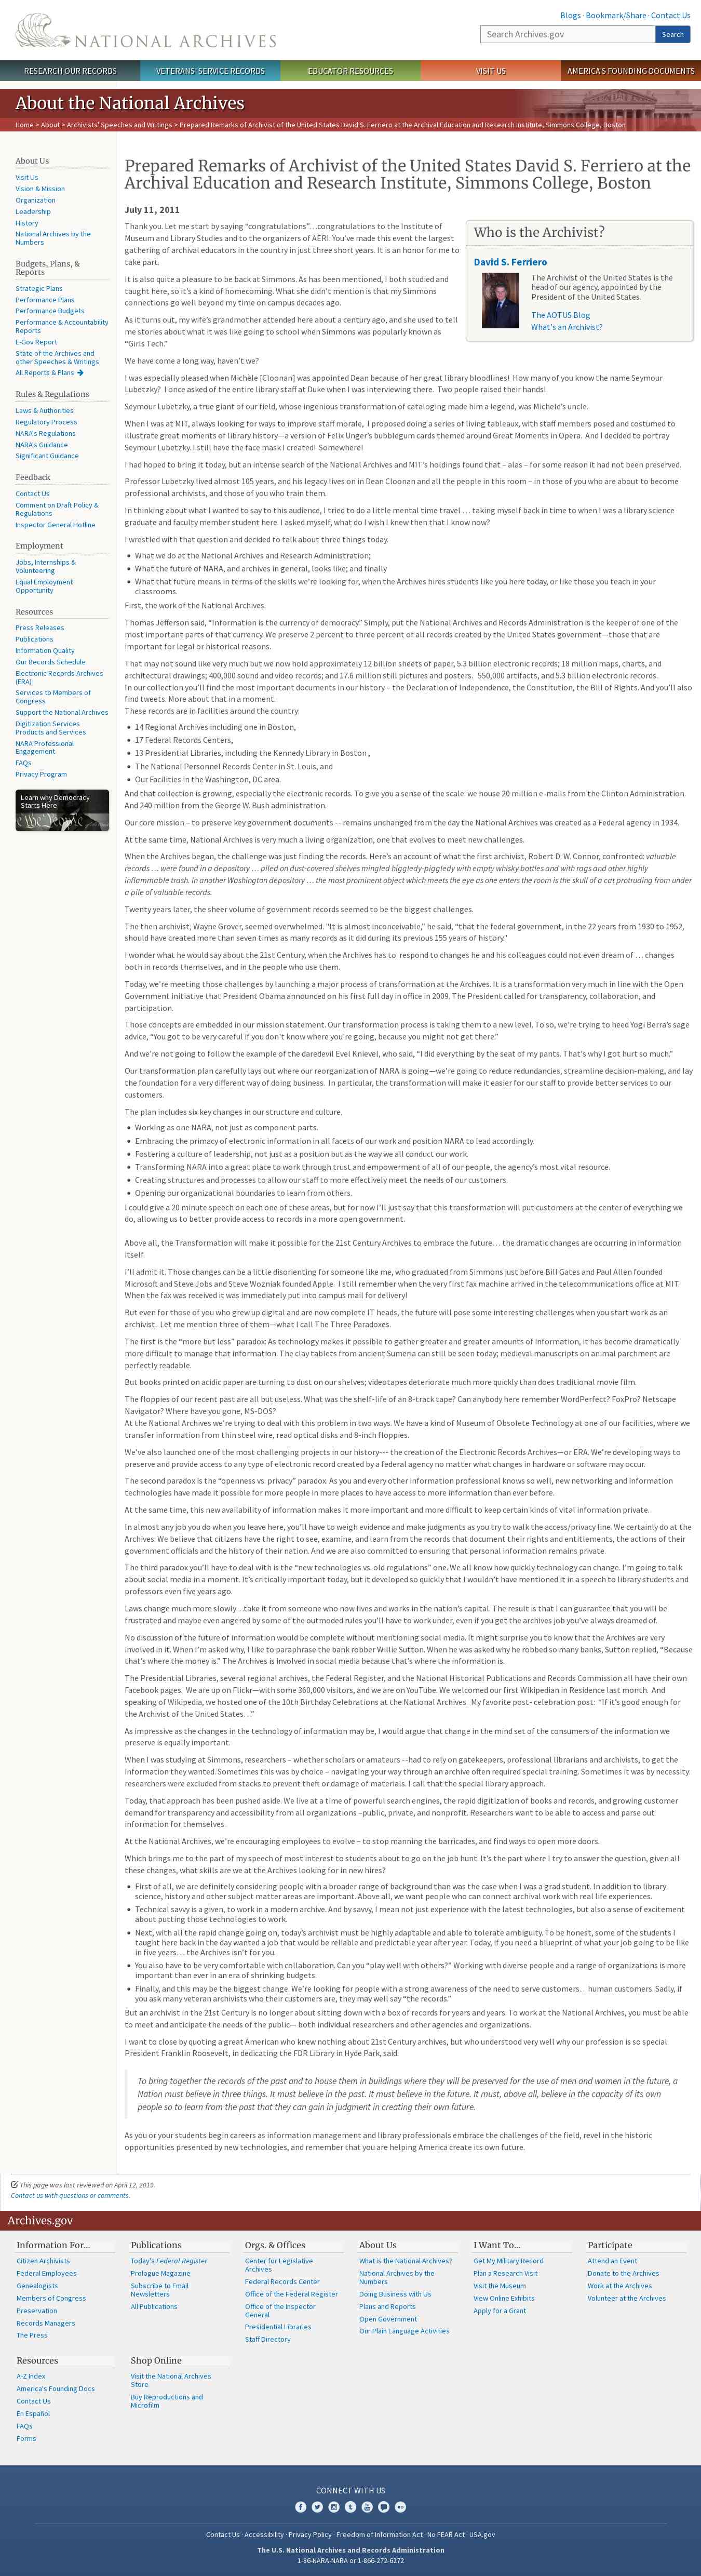 Blogs · Bookmark/Share · Contact Us
NATIONAL ARCHIVES
Search Archives.gov
Search
RESEARCH OUR RECORDS
VETERANS' SERVICE RECORDS
EDUCATOR RESOURCES
VISIT US
AMERICA'S FOUNDING DOCUMENTS
About the National Archives
Home > About > Archivists' Speeches and Writings > Prepared Remarks of Archivist of the United States David S. Ferriero at the Archival Education and Research Institute, Simmons College, Boston
About Us
Visit Us
Vision & Mission
Organization
Leadership
History
National Archives by the
Numbers
Budgets, Plans, &
Reports
Strategic Plans
Performance Plans
Performance Budgets
Performance & Accountability
Reports
E-Gov Report
State of the Archives and
other Speeches & Writings
All Reports & Plans
Rules & Regulations
Laws & Authorities
Regulatory Process
NARA's Regulations
NARA's Guidance
Significant Guidance
Feedback
Contact Us
Comment on Draft Policy &
Regulations
Inspector General Hotline
Employment
Jobs, Internships &
Volunteering
Equal Employment
Opportunity
Resources
Press Releases
Publications
Information Quality
Our Records Schedule
Electronic Records Archives
(ERA)
Services to Members of
Congress
Support the National Archives
Digitization Services
Products and Services
NARA Professional
Engagement
FAQs
Privacy Program
Learn why Democracy
Starts Here
We the People
Prepared Remarks of Archivist of the United States David S. Ferriero at the
Archival Education and Research Institute, Simmons College, Boston
July 11, 2011
Who is the Archivist?
David S. Ferriero
The Archivist of the United States is the
head of our agency, appointed by the
President of the United States.
The AOTUS Blog
What's an Archivist?
Thank you. Let me start by saying "congratulations"…congratulations to the Institute of
Museum and Library Studies and to the organizers of AERI. You've made this event the largest
gathering of archival educators in the country in just three years. That's an amazing growth rate
to me.
It is also quite a pleasure to be back at Simmons. As has been mentioned, I both studied and
taught here, so it's a kind of homecoming. What she didn't mention is that my Simmons
connections go well beyond my time on campus decades ago.
As it turns out, my wife's grandmother attended here about a century ago, and she used to tell
us stories about what it was like going to school here when Simmons was popularly known as
"Girls Tech."
We have come a long way, haven't we?
I was especially pleased when Michèle [Cloonan] was appointed Dean because of her great library bloodlines! How many of you know the name Seymour
Lubetzky? I once polled the entire library staff at Duke when I was interviewing there. Two people raised their hands!
Seymour Lubetzky, a true giant of our field, whose ingenious transformation of cataloging made him a legend, was Michele's uncle.
When I was at MIT, always looking for ways to improve staff morale, I proposed a series of tableaux, with staff members posed and costumed to
illustrate great moments of library history—a version of Felix Unger's bubblegum cards themed around Great Moments in Opera. And I decided to portray
Seymour Lubetzky. I still have the mask I created! Somewhere!
I had hoped to bring it today, but an intense search of the National Archives and MIT's holdings found that – alas – for some reason it had not been preserved.
Professor Lubetzky lived almost 105 years, and his legacy lives on in Dean Cloonan and all the people in this room – in those of you who are about to become
professional archivists, and those of you who train them.
In thinking about what I wanted to say to this audience, I tried to do a little mental time travel … taking myself back in time to when I was a library science
graduate and faculty member student here. I asked myself, what do I wish I knew then that I know now?
I wrestled with that question and decided to talk about three things today.
• What we do at the National Archives and Research Administration;
• What the future of NARA, and archives in general, looks like; and finally
• What that future means in terms of the skills we're looking for, when the Archives hires students like you here today, or like those you teach in your
classrooms.
First, the work of the National Archives.
Thomas Jefferson said, "Information is the currency of democracy." Simply put, the National Archives and Records Administration is the keeper of one of the
most important parts of that currency. We preserve 2 percent to three percent percent of all records created by the United States government—those that are
important for legal or historical reasons.
That may not sound like very much but we now hold approximately 12 billion sheets of paper, 5.3 billion electronic records; 18 million maps, charts, and
architectural drawings; 400,000 sound and video recordings; and 17.6 million still pictures and posters. 550,000 artifacts, and 5.3 billion electronic records.
In our collection you'll find the most important documents in our history – the Declaration of Independence, the Constitution, the Bill of Rights. And you'll also
find tweets. More about that in a moment.
These records are in facilities around the country:
• 14 Regional Archives including one in Boston,
• 17 Federal Records Centers,
• 13 Presidential Libraries, including the Kennedy Library in Boston ,
• The National Personnel Records Center in St. Louis, and
• Our Facilities in the Washington, DC area.
And that collection is growing, especially the electronic records. To give you a sense of the scale: we house 20 million e-mails from the Clinton Administration.
And 240 million from the George W. Bush administration.
Our core mission – to preserve key government documents -- remains unchanged from the day the National Archives was created as a Federal agency in 1934.
At the same time, National Archives is very much a living organization, one that evolves to meet new challenges.
When the Archives began, the challenge was just finding the records. Here's an account of what the first archivist, Robert D. W. Connor, confronted: valuable
records … were found in a depository … piled on dust-covered shelves mingled higgledy-piggledy with empty whisky bottles and with rags and other highly
inflammable trash. In another Washington depository … the most prominent object which meets the eye as one enters the room is the skull of a cat protruding from under
a pile of valuable records.
Twenty years later, the sheer volume of government records seemed to be the biggest challenges.
The then archivist, Wayne Grover, seemed overwhelmed. "It is almost inconceivable," he said, "that the federal government, in the 22 years from 1930 to 1952,
should have created more than seven times as many records as it did during its previous 155 years of history."
I wonder what he would say about the 21st Century, when the Archives has to respond to changes he and his colleagues could not even dream of … changes
both in records themselves, and in the people who use them.
Today, we're meeting those challenges by launching a major process of transformation at the Archives. It is a transformation very much in line with the Open
Government initiative that President Obama announced on his first full day in office in 2009. The President called for transparency, collaboration, and
participation.
Those concepts are embedded in our mission statement. Our transformation process is taking them to a new level. To so, we're trying to heed Yogi Berra's sage
advice, "You got to be very careful if you don't know where you're going, because you might not get there."
And we're not going to follow the example of the daredevil Evel Knievel, who said, "I did everything by the seat of my pants. That's why I got hurt so much."
Our transformation plan carefully lays out where our reorganization of NARA is going—we're going to reduce redundancies, streamline decision-making, and lay
the foundation for a very different way of doing business. In particular, the transformation will make it easier for our staff to provide better services to our
customers.
The plan includes six key changes in our structure and culture.
• Working as one NARA, not just as component parts.
• Embracing the primacy of electronic information in all facets of our work and position NARA to lead accordingly.
• Fostering a culture of leadership, not just as a position but as the way we all conduct our work.
• Transforming NARA into a great place to work through trust and empowerment of all of our people, the agency's most vital resource.
• Creating structures and processes to allow our staff to more effectively meet the needs of our customers.
• Opening our organizational boundaries to learn from others.
I could give a 20 minute speech on each one of these areas, but for now I'll just say that this transformation will put customers at the center of everything we
do, allowing us to better provide access to records in a more open government.
Above all, the Transformation will make it possible for the 21st Century Archives to embrace the future… the dramatic changes are occurring in information
itself.
I'll admit it. Those changes can be a little disorienting for someone like me, who graduated from Simmons just before Bill Gates and Paul Allen founded
Microsoft and Steve Jobs and Steve Wozniak founded Apple. I still remember when the very first fax machine arrived in the telecommunications office at MIT.
When the fax was received it was immediately put into campus mail for delivery!
But even for those of you who grew up digital and are now complete IT heads, the future will pose some interesting challenges when you start work as an
archivist. Let me mention three of them—what I call The Three Paradoxes.
The first is the "more but less" paradox: As technology makes it possible to gather greater and greater amounts of information, it has become dramatically
more difficult to manage that information. The clay tablets from ancient Sumeria can still be seen today; medieval manuscripts on animal parchment are
perfectly readable.
But books printed on acidic paper are turning to dust on our shelves; videotapes deteriorate much more quickly than does traditional movie film.
The floppies of our recent past are all but useless. What was the shelf-life of an 8-track tape? Can anybody here remember WordPerfect? FoxPro? Netscape
Navigator? Where have you gone, MS-DOS?
At the National Archives we're trying to deal with this problem in two ways. We have a kind of Museum of Obsolete Technology at one of our facilities, where we
transfer information from thin steel wire, read optical disks and 8-inch floppies.
We've also launched one of the most challenging projects in our history--- the creation of the Electronic Records Archives—or ERA. We're developing ways to
preserve and provide access to any type of electronic record created by a federal agency no matter what changes in hardware or software may occur.
The second paradox is the "openness vs. privacy" paradox. As you and every other information professional knows so well, new networking and information
technologies have made it possible for more people in more places to have access to more information than ever before.
At the same time, this new availability of information makes it more important and more difficult to keep certain kinds of vital information private.
In almost any job you do when you leave here, you'll have to weigh evidence and make judgments as you try to walk the access/privacy line. We certainly do at the
Archives. We believe that citizens have the right to see, examine, and learn from the records that document their rights and entitlements, the actions of their
government officials and the history of their nation. And we are also committed to ensuring that personal information remains private.
The third paradox you'll have to deal with is the "new technologies vs. old regulations" one. We all know how quickly technology can change. I'm going to talk
about social media in a moment. It's critically important today, but it developed so quickly that I wouldn't have mentioned it in a speech to library students and
professors even five years ago.
Laws change much more slowly…take it from someone who now lives and works in the nation's capital. The result is that I can guarantee that you will be
frustrated and maybe even angered by some of the outmoded rules you'll have to work under, even if you get the archives job you've always dreamed of.
No discussion of the future of information would be complete without mentioning social media. It might surprise you to know that the Archives are very
involved in it. When I'm asked why, I like to paraphrase the bank robber Willie Sutton. When he was asked why he robbed so many banks, Sutton replied, "Because
that's where the money is." The Archives is involved in social media because that's where the information is.
The Presidential Libraries, several regional archives, the Federal Register, and the National Historical Publications and Records Commission all have their own
Facebook pages. We are up on Flickr—with some 360,000 visitors, and we are on YouTube. We welcomed our first Wikipedian in Residence last month. And
speaking of Wikipedia, we hosted one of the 10th Birthday Celebrations at the National Archives. My favorite post- celebration post: "If it's good enough for
the Archivist of the United States…"
As impressive as the changes in the technology of information may be, I would argue that change in the mind set of the consumers of the information we
preserve is equally important.
When I was studying at Simmons, researchers – whether scholars or amateurs --had to rely on gatekeepers, professional librarians and archivists, to get the
information they wanted. Sometimes this was by choice – navigating your way through an archive often required special training. Sometimes it was by necessity:
researchers were excluded from stacks to prevent theft or damage of materials. I call that the special library approach.
Today, that approach has been pushed aside. We live at a time of powerful search engines, the rapid digitization of books and records, and growing customer
demand for transparency and accessibility from all organizations –public, private, and nonprofit. Researchers want to be able to access and parse out
information for themselves.
At the National Archives, we're encouraging employees to evolve – to stop manning the barricades, and find ways to open more doors.
Which brings me to the part of my speech of most interest to students about to go on the job hunt. It's the part where I try to answer the question, given all
these changes, what skills are we at the Archives looking for in new hires?
• First of all, we are definitely considering people with a broader range of background than was the case when I was a grad student. In addition to library
science, history and other subject matter areas are important. Above all, we want people who can connect archival work with real life experiences.
• Technical savvy is a given, to work in a modern archive. And by savvy, I mean not just experience with the latest technologies, but also a sense of excitement
about putting those technologies to work.
• Next, with all the rapid change going on, today's archivist must be highly adaptable and able to tolerate ambiguity. To be honest, some of the students I
taught here back in the day wanted a job that would be reliable and predictable year after year. Today, if you need a blueprint of what your job going to be like
in five years… the Archives isn't for you.
• You also have to be very comfortable with collaboration. Can you "play well with others?" Working with diverse people and a range of organizations is more
important than ever in an era of shrinking budgets.
• Finally, and this may be the biggest change. We're looking for people with a strong awareness of the need to serve customers…human customers. Sadly, if
you ask many veteran archivists who their customers are, they may well say "the records."
But an archivist in the 21st Century is no longer about sitting down with a box of records for years and years. To work at the National Archives, you must be able
to meet and anticipate the needs of the public— both individual researchers and other agencies and organizations.
I want to close by quoting a great American who knew nothing about 21st Century archives, but who understood very well why our profession is so special.
President Franklin Roosevelt, in dedicating the FDR Library in Hyde Park, said:
To bring together the records of the past and to house them in buildings where they will be preserved for the use of men and women in the future, a
Nation must believe in three things. It must believe in the past. It must believe in the future. It must, above all, believe in the capacity of its own
people so to learn from the past that they can gain in judgment in creating their own future.
As you or your students begin careers as information management and library professionals embrace the challenges of the field, revel in the historic
opportunities presented by new technologies, and remember that you are helping America create its own future.
This page was last reviewed on April 12, 2019.
Contact us with questions or comments.
Archives.gov
Information For…
Citizen Archivists
Federal Employees
Genealogists
Members of Congress
Preservation
Records Managers
The Press
Publications
Today's Federal Register
Prologue Magazine
Subscribe to Email
Newsletters
All Publications
Orgs. & Offices
Center for Legislative
Archives
Federal Records Center
Office of the Federal Register
Office of the Inspector
General
Presidential Libraries
Staff Directory
About Us
What is the National Archives?
National Archives by the
Numbers
Doing Business with Us
Plans and Reports
Open Government
Our Plain Language Activities
I Want To…
Get My Military Record
Plan a Research Visit
Visit the Museum
View Online Exhibits
Apply for a Grant
Participate
Attend an Event
Donate to the Archives
Work at the Archives
Volunteer at the Archives
Resources
A-Z Index
America's Founding Docs
Contact Us
En Español
FAQs
Forms
Shop Online
Visit the National Archives
Store
Buy Reproductions and
Microfilm
CONNECT WITH US
Contact Us · Accessibility · Privacy Policy · Freedom of Information Act · No FEAR Act · USA.gov
The U.S. National Archives and Records Administration
1-86-NARA-NARA or 1-866-272-6272